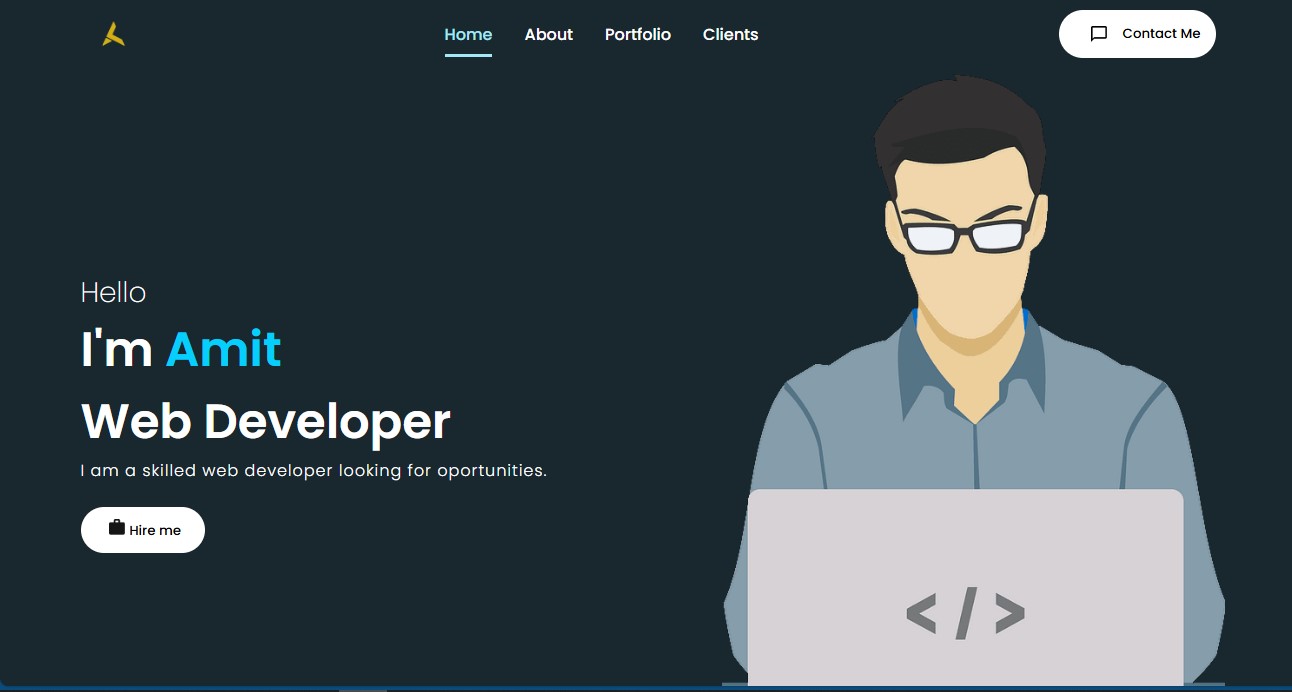 Home About Portfolio Clients
Contact Me
Hello
I'm Amit
Web Developer
I am a skilled web developer looking for oportunities.
Hire me
</>